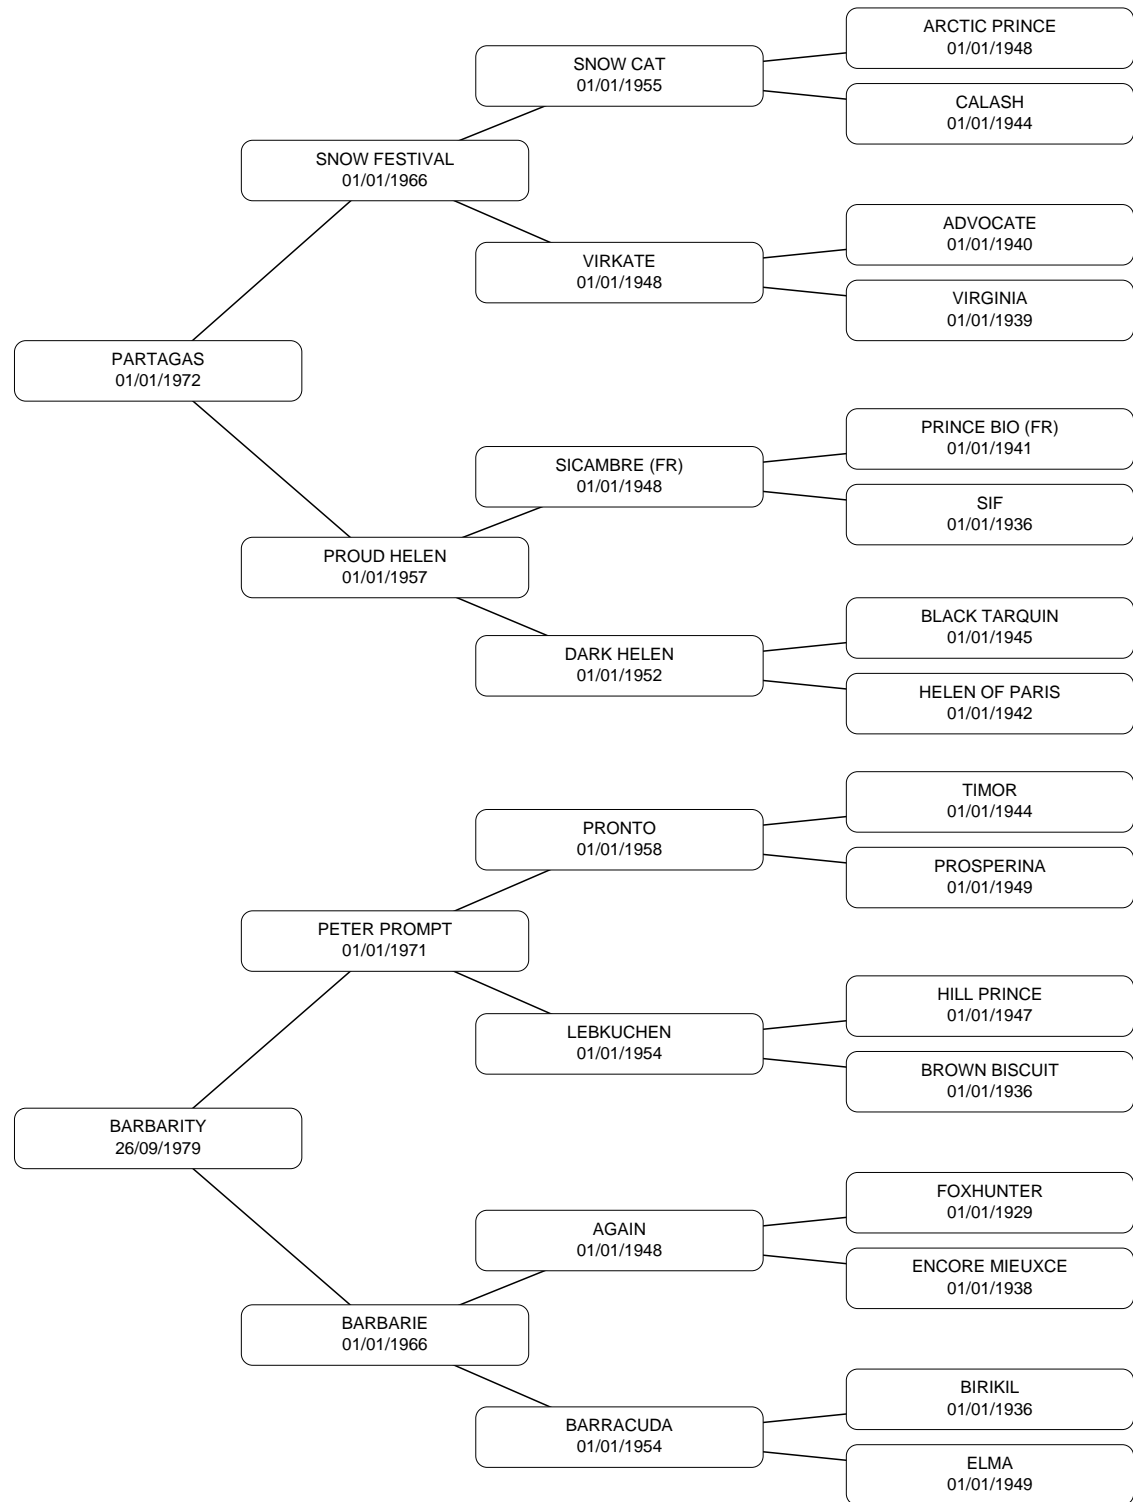 ARCTIC PRINCE
01/01/1948
SNOW CAT
01/01/1955
CALASH
01/01/1944
SNOW FESTIVAL
01/01/1966
ADVOCATE
01/01/1940
VIRKATE
01/01/1948
VIRGINIA
01/01/1939
PARTAGAS
01/01/1972
PRINCE BIO (FR)
01/01/1941
SICAMBRE (FR)
01/01/1948
SIF
01/01/1936
PROUD HELEN
01/01/1957
BLACK TARQUIN
01/01/1945
DARK HELEN
01/01/1952
HELEN OF PARIS
01/01/1942
TIMOR
01/01/1944
PRONTO
01/01/1958
PROSPERINA
01/01/1949
PETER PROMPT
01/01/1971
HILL PRINCE
01/01/1947
LEBKUCHEN
01/01/1954
BROWN BISCUIT
01/01/1936
BARBARITY
26/09/1979
FOXHUNTER
01/01/1929
AGAIN
01/01/1948
ENCORE MIEUXCE
01/01/1938
BARBARIE
01/01/1966
BIRIKIL
01/01/1936
BARRACUDA
01/01/1954
ELMA
01/01/1949